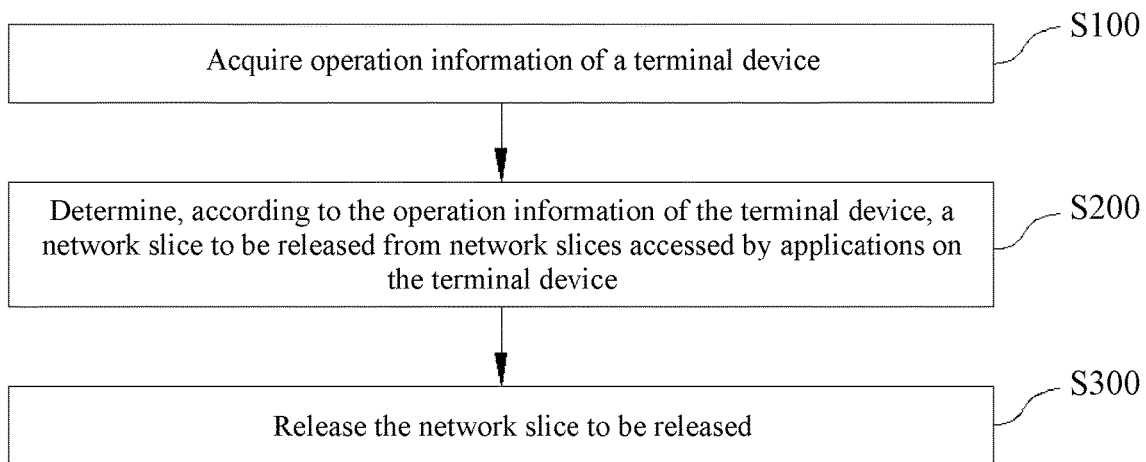 S100
Acquire operation information of a terminal device
Determine, according to the operation information of the terminal device, a
network slice to be released from network slices accessed by applications on
the terminal device
S200
S300
Release the network slice to be released